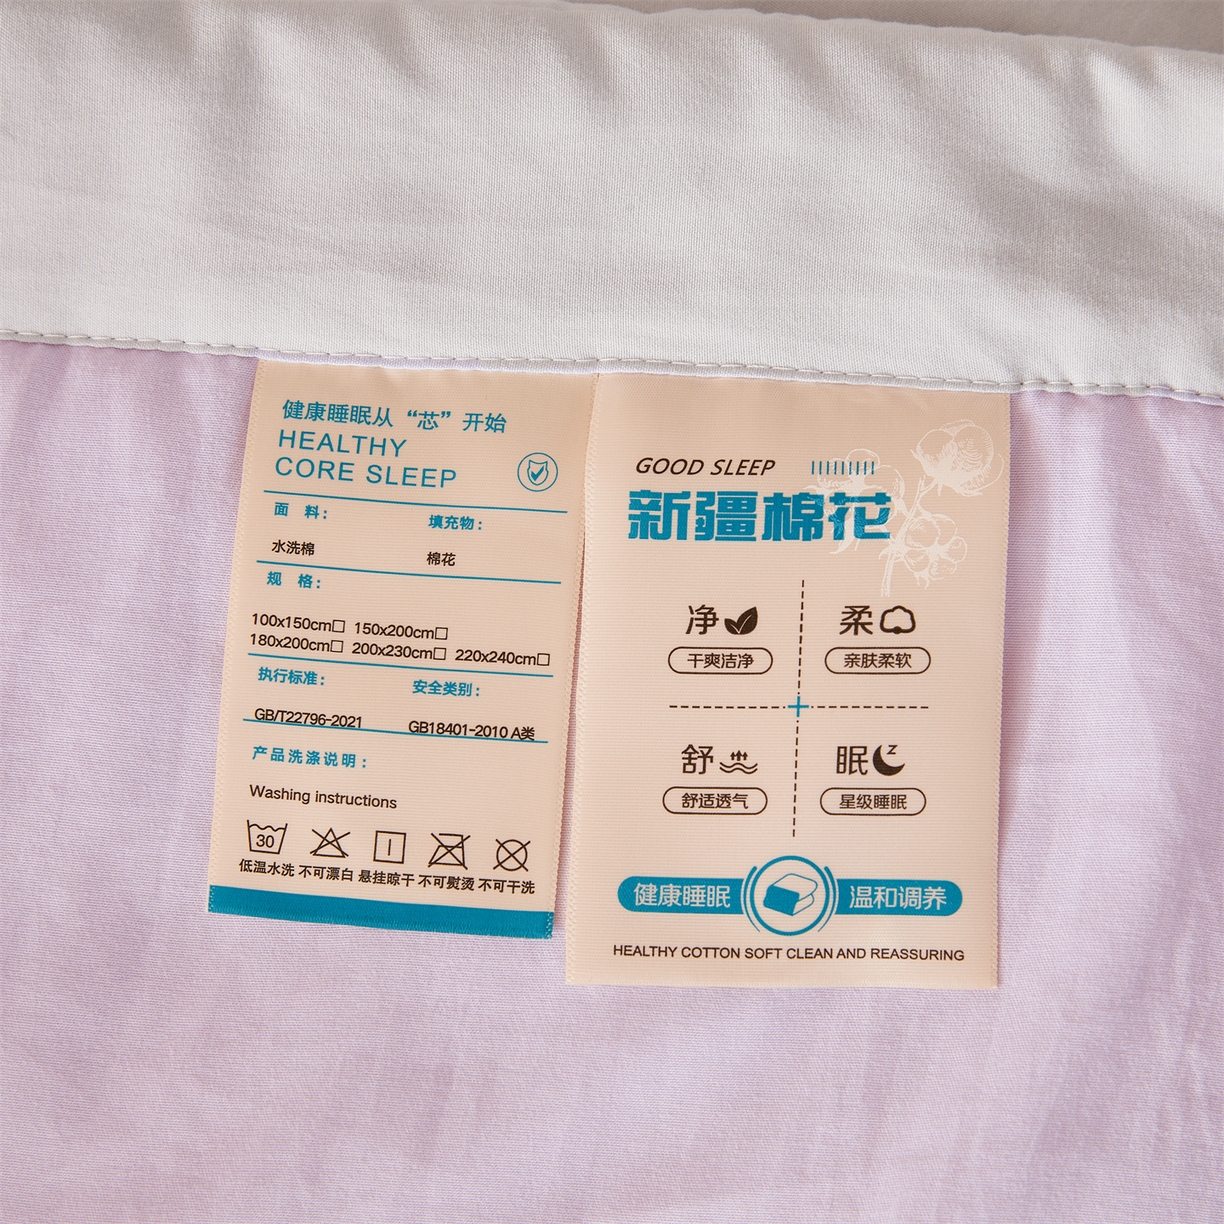 健康睡眠从“芯”开始
HEALTHY
CORE SLEEP
面 料： 填充物：
水洗棉 棉花
规 格：
100x150cm□ 150x200cm□
180x200cm□ 200x230cm□ 220x240cm□
执行标准： 安全类别：
GB/T22796-2021 GB18401-2010 A类
产品洗涤说明：
Washing instructions
30
低温水洗 不可漂白 悬挂晾干 不可熨烫 不可干洗
GOOD SLEEP
新疆棉花
净 柔
干爽洁净 亲肤柔软
舒 眠 z
舒适透气 星级睡眠
健康睡眠 温和调养
HEALTHY COTTON SOFT CLEAN AND REASSURING